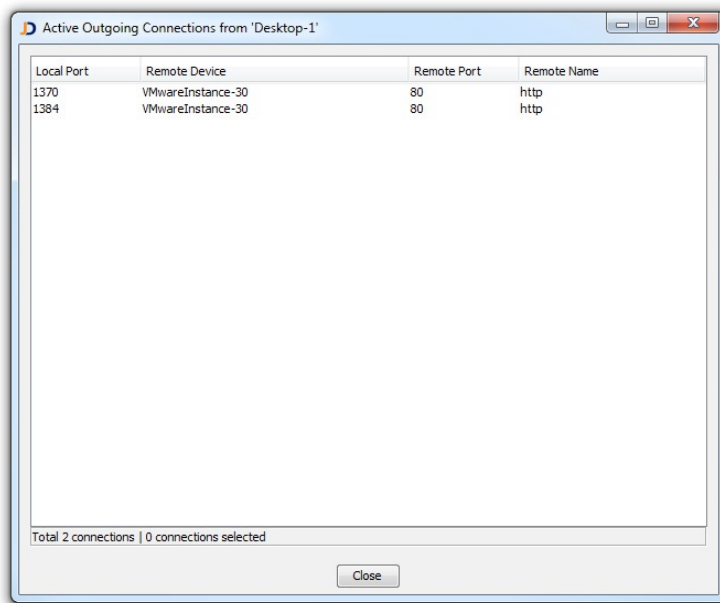 Active Outgoing Connections from 'Desktop-1'
Local Port Remote Device Remote Port Remote Name
1370 VMwareInstance-30 80 http
1384 VMwareInstance-30 80 http
Total 2 connections | 0 connections selected
Close